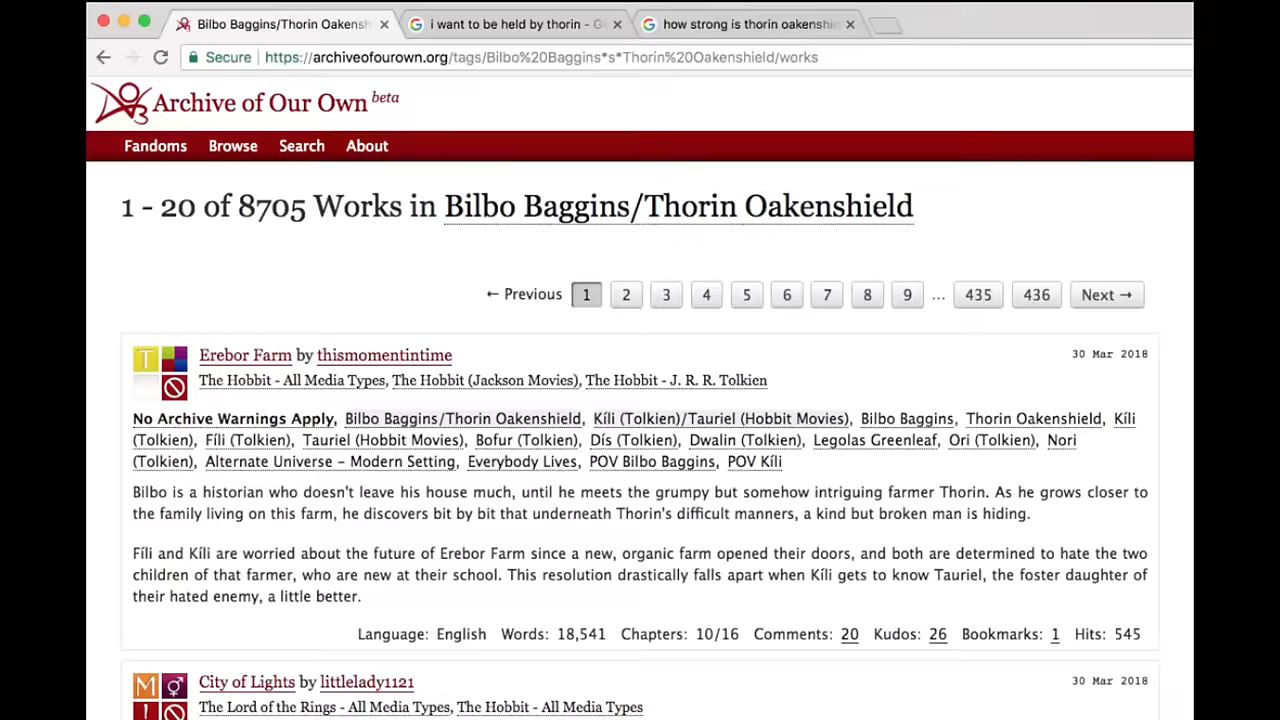 Bilbo Baggins/Thorin Oakensh
i want to be held by thorin - G
how strong is thorin oakenshie
Secure
https://archiveofourown.org/tags/Bilbo%20Baggins*s*Thorin%20Oakenshield/works
Archive of Our Own beta
Fandoms Browse Search About
1 - 20 of 8705 Works in Bilbo Baggins/Thorin Oakenshield
← Previous 1 2 3 4 5 6 7 8 9 ... 435 436 Next →
T
Erebor Farm by thismomentintime
30 Mar 2018
The Hobbit - All Media Types, The Hobbit (Jackson Movies), The Hobbit - J. R. R. Tolkien
No Archive Warnings Apply, Bilbo Baggins/Thorin Oakenshield, Kíli (Tolkien)/Tauriel (Hobbit Movies), Bilbo Baggins, Thorin Oakenshield, Kíli
(Tolkien), Fíli (Tolkien), Tauriel (Hobbit Movies), Bofur (Tolkien), Dís (Tolkien), Dwalin (Tolkien), Legolas Greenleaf, Ori (Tolkien), Nori
(Tolkien), Alternate Universe – Modern Setting, Everybody Lives, POV Bilbo Baggins, POV Kíli
Bilbo is a historian who doesn't leave his house much, until he meets the grumpy but somehow intriguing farmer Thorin. As he grows closer to
the family living on this farm, he discovers bit by bit that underneath Thorin's difficult manners, a kind but broken man is hiding.
Fíli and Kíli are worried about the future of Erebor Farm since a new, organic farm opened their doors, and both are determined to hate the two
children of that farmer, who are new at their school. This resolution drastically falls apart when Kíli gets to know Tauriel, the foster daughter of
their hated enemy, a little better.
Language: English Words: 18,541 Chapters: 10/16 Comments: 20 Kudos: 26 Bookmarks: 1 Hits: 545
M
City of Lights by littlelady1121
30 Mar 2018
The Lord of the Rings - All Media Types, The Hobbit - All Media Types